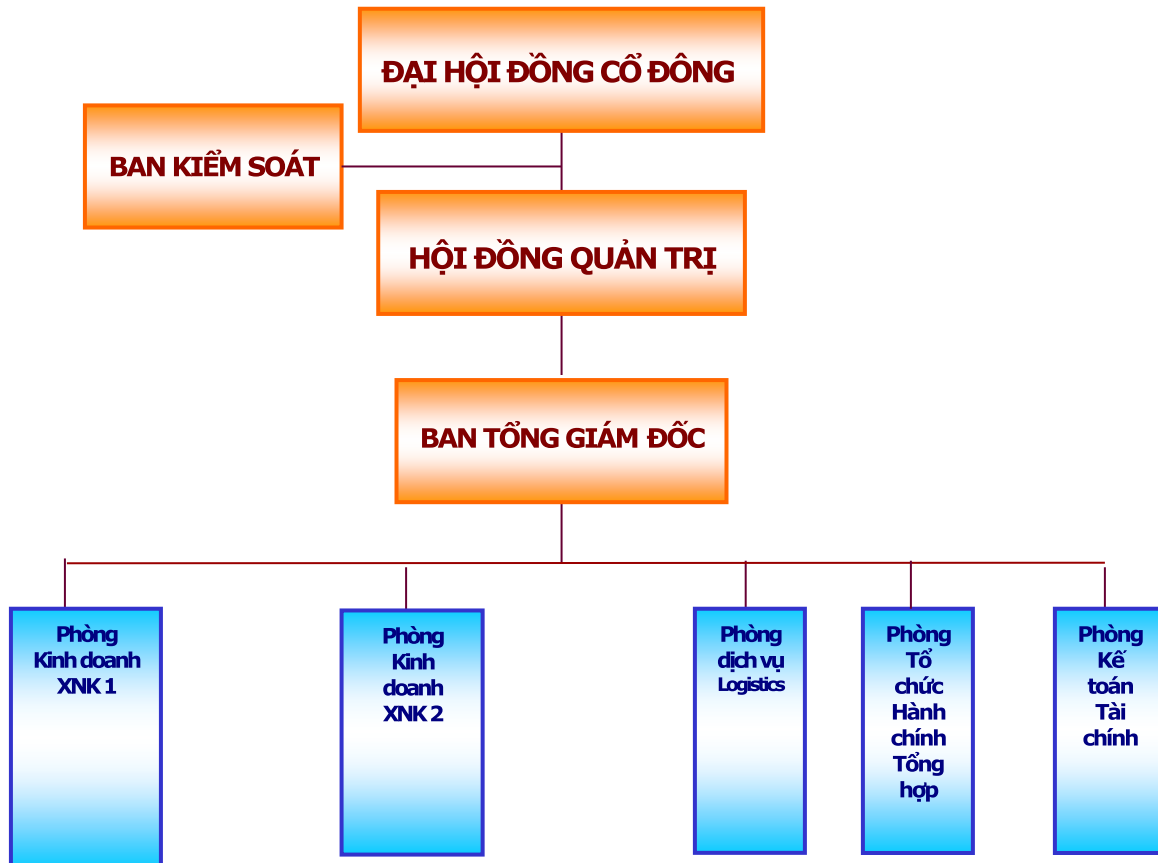 ĐẠI HỘI ĐỒNG CỔ ĐÔNG
BAN KIỂM SOÁT
HỘI ĐỒNG QUẢN TRỊ
BAN TỔNG GIÁM ĐỐC
Phòng
Kinh doanh
XNK 1
Phòng
Kinh
doanh
XNK 2
Phòng
dịch vụ
Logistics
Phòng
Tổ
chức
Hành
chính
Tổng
hợp
Phòng
Kế
toán
Tài
chính